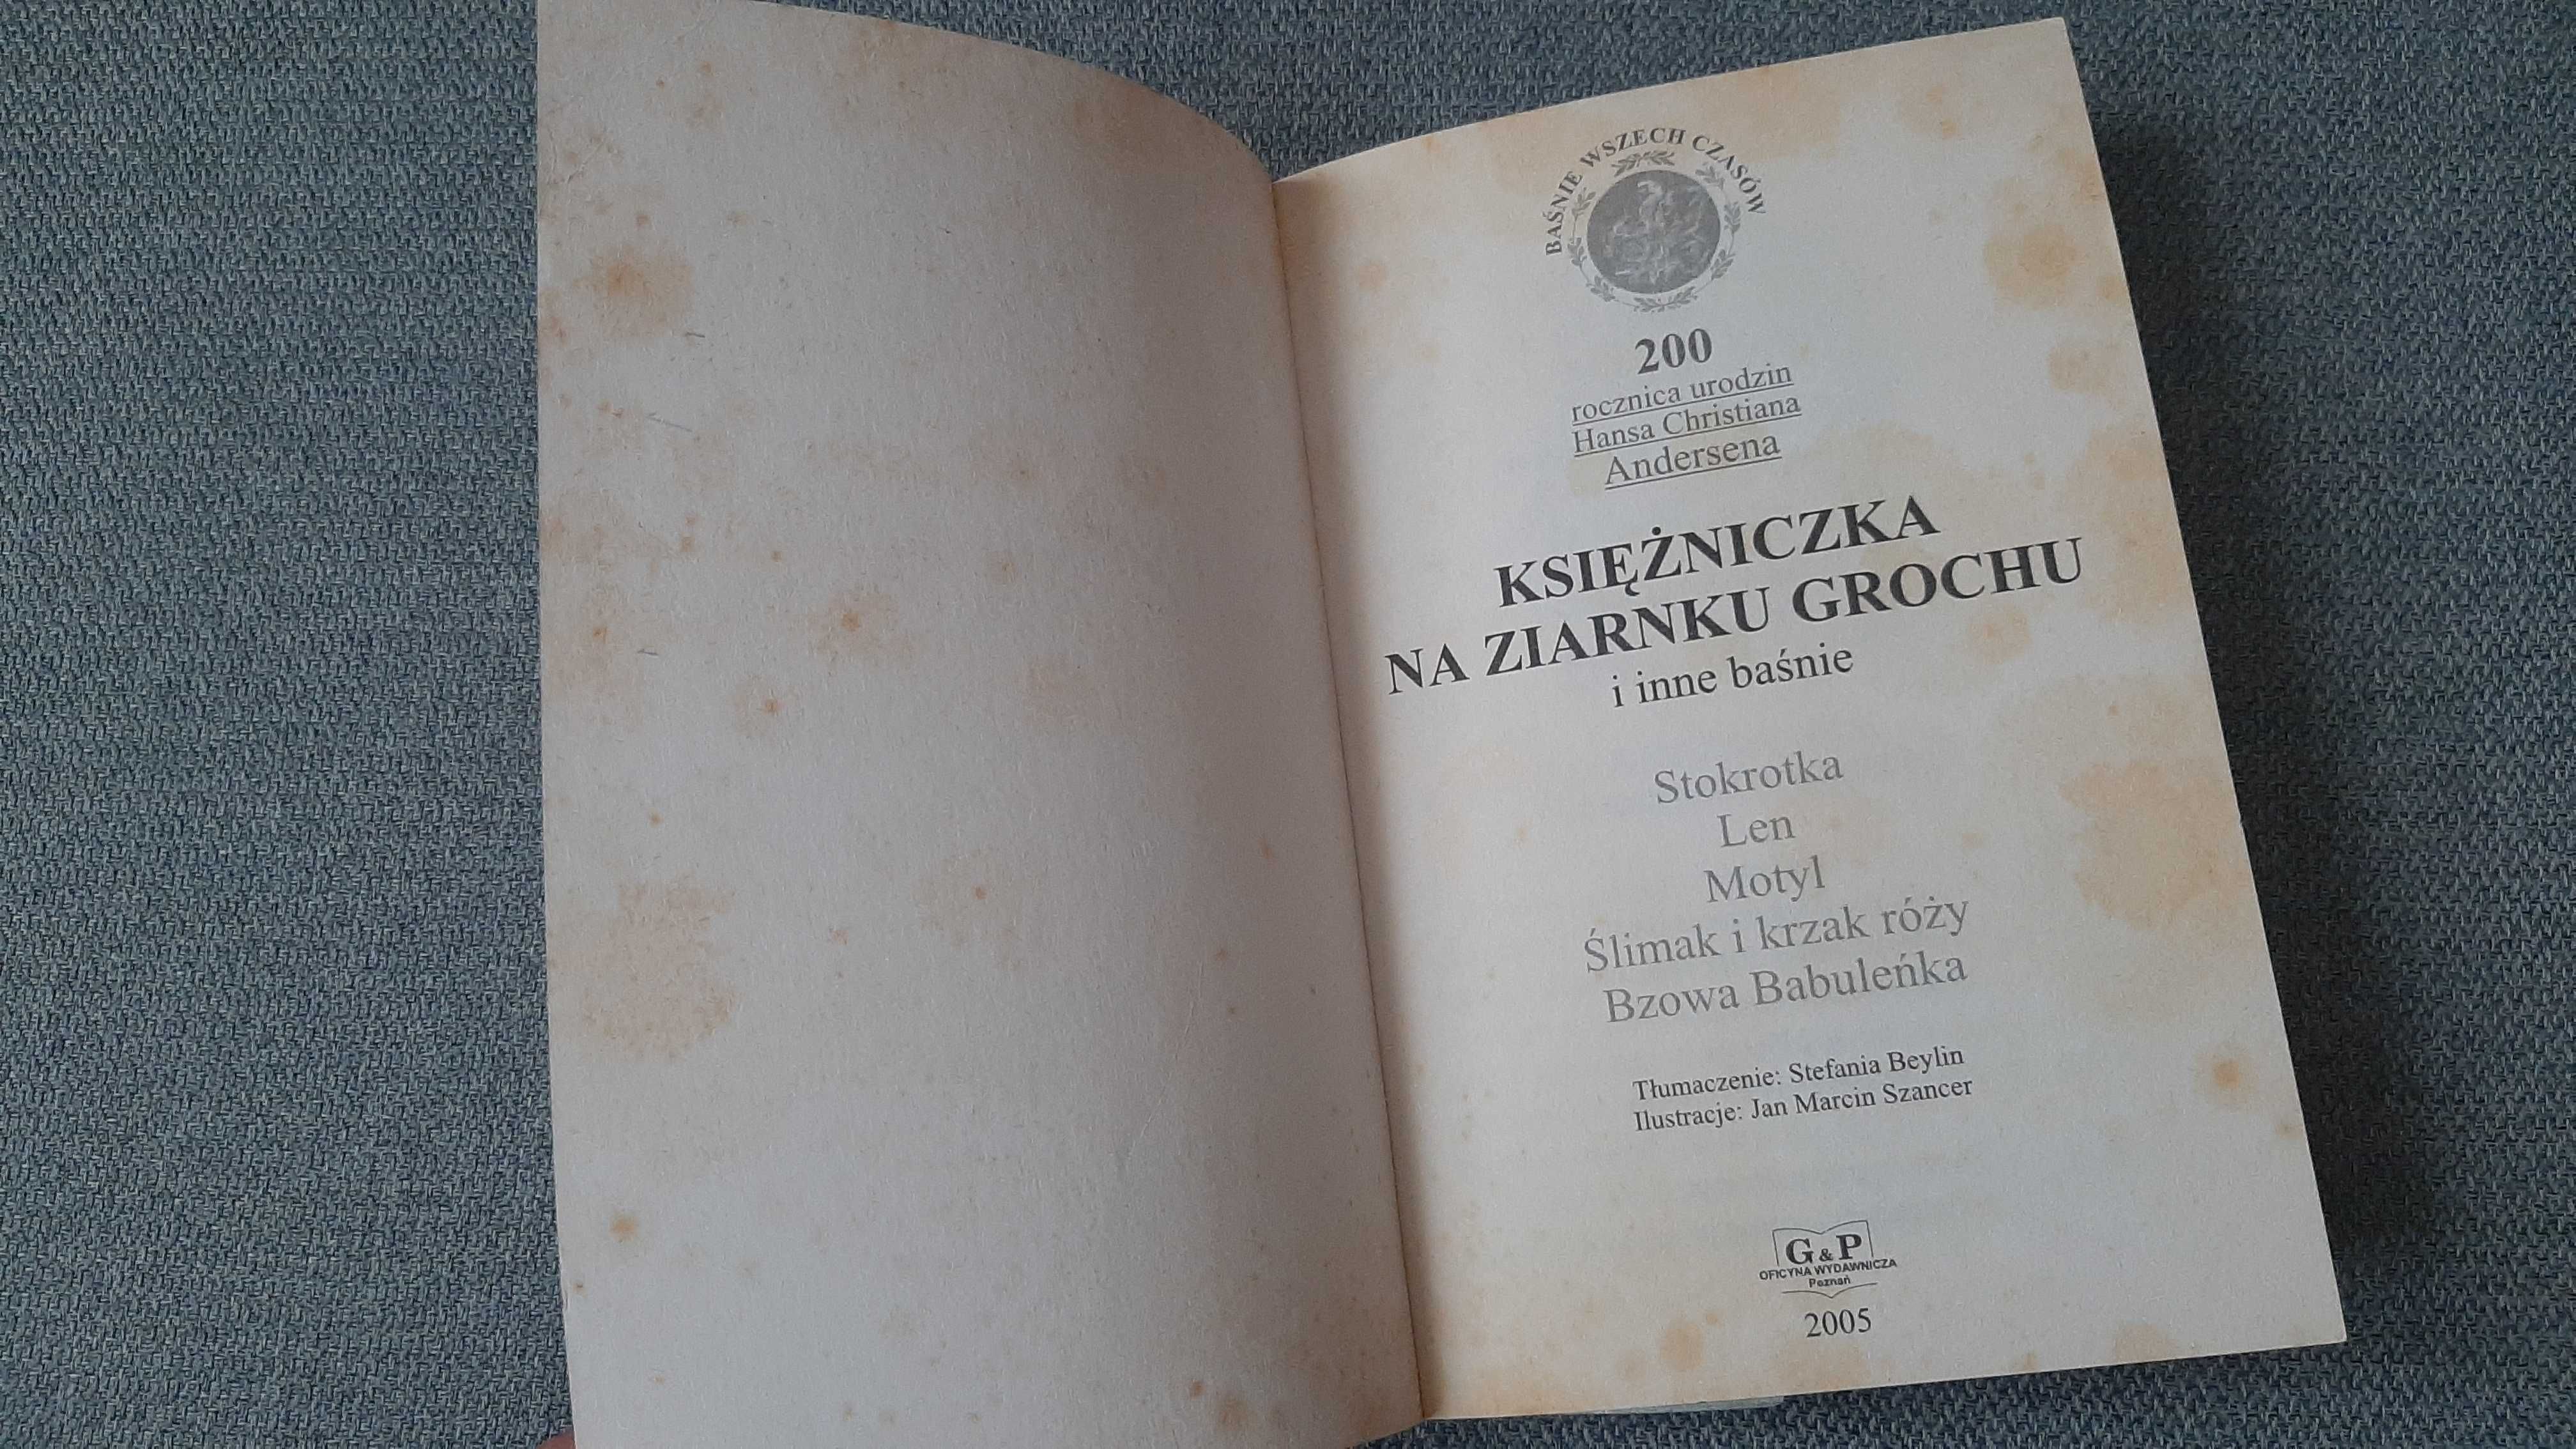 BAŚNIE WSZECH CZASÓW
200
rocznica urodzin
Hansa Christiana
Andersena
KSIĘŻNICZKA
NA ZIARNKU GROCHU
i inne baśnie
Stokrotka
Len
Motyl
Ślimak i krzak róży
Bzowa Babuleńka
Tłumaczenie: Stefania Beylin
Ilustracje: Jan Marcin Szancer
G & P
OFICYNA WYDAWNICZA
Poznań
2005